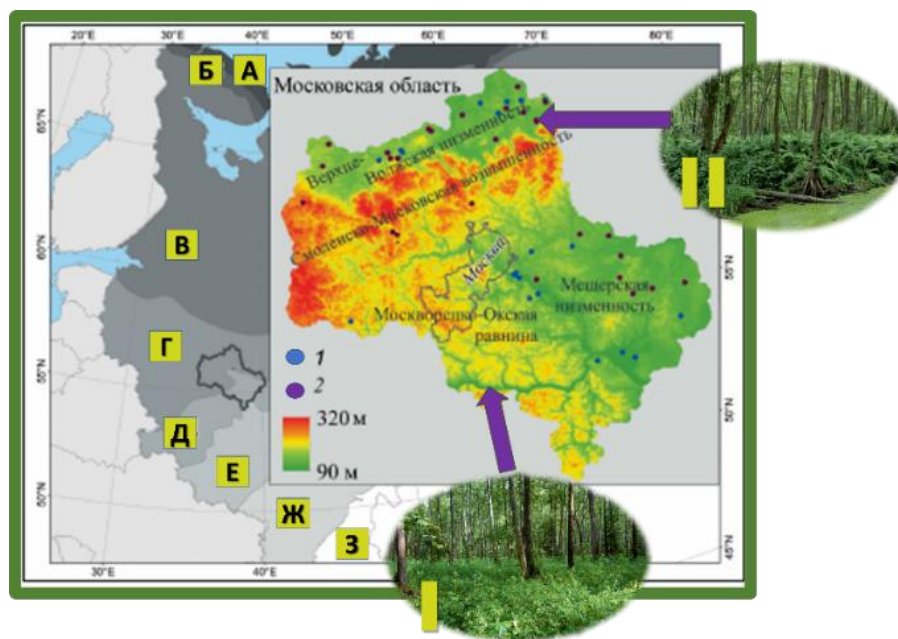 20°E 30°E 40°E 50°E 60°E 70°E 80°E
Б А
Московская область
65°N
Верхне-
Волжская низменность
Смоленско-Московская возвышенность
II
В
60°N
Москва
55°N
Мещерская
низменность
Москворецко-Окская
равнина
Г
1
2
55°N
320 м
90 м
50°N
Д
Е
50°N
Ж
З
45°N
30°E 40°E
I